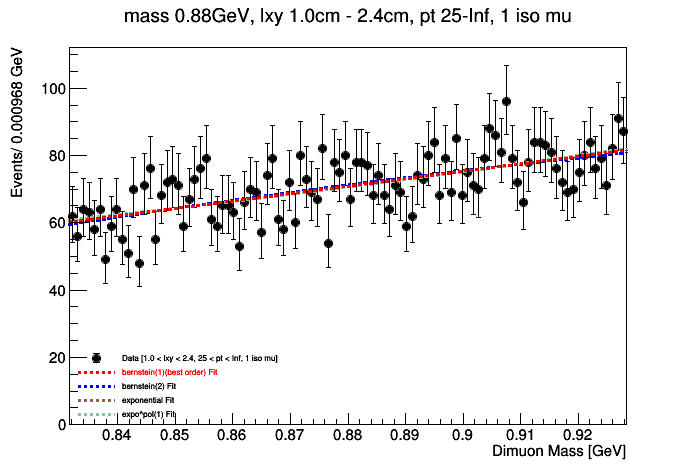 mass 0.88GeV, lxy 1.0cm - 2.4cm, pt 25-Inf, 1 iso mu
Events/ 0.000968 GeV
100
80
60
40
20
0
Data [1.0 < lxy < 2.4, 25 < pt < Inf, 1 iso mu]
bernstein(1)(best order) Fit
bernstein(2) Fit
exponential Fit
expo*pol(1) Fit
0.84 0.85 0.86 0.87 0.88 0.89 0.9 0.91 0.92
Dimuon Mass [GeV]